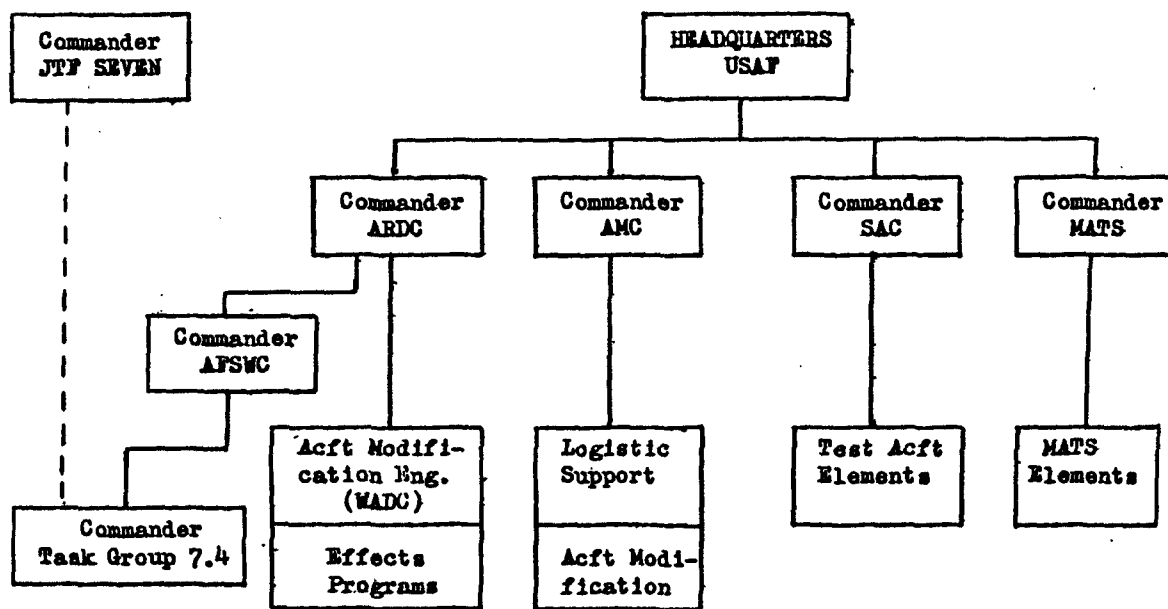 Commander
JTF SEVEN
HEADQUARTERS
USAF
Commander
ARDC
Commander
AMC
Commander
SAC
Commander
MATS
Commander
AFSWC
Acft Modifi-
cation Eng.
(WADC)
Logistic
Support
Test Acft
Elements
MATS
Elements
Commander
Task Group 7.4
Effects
Programs
Acft Modi-
fication